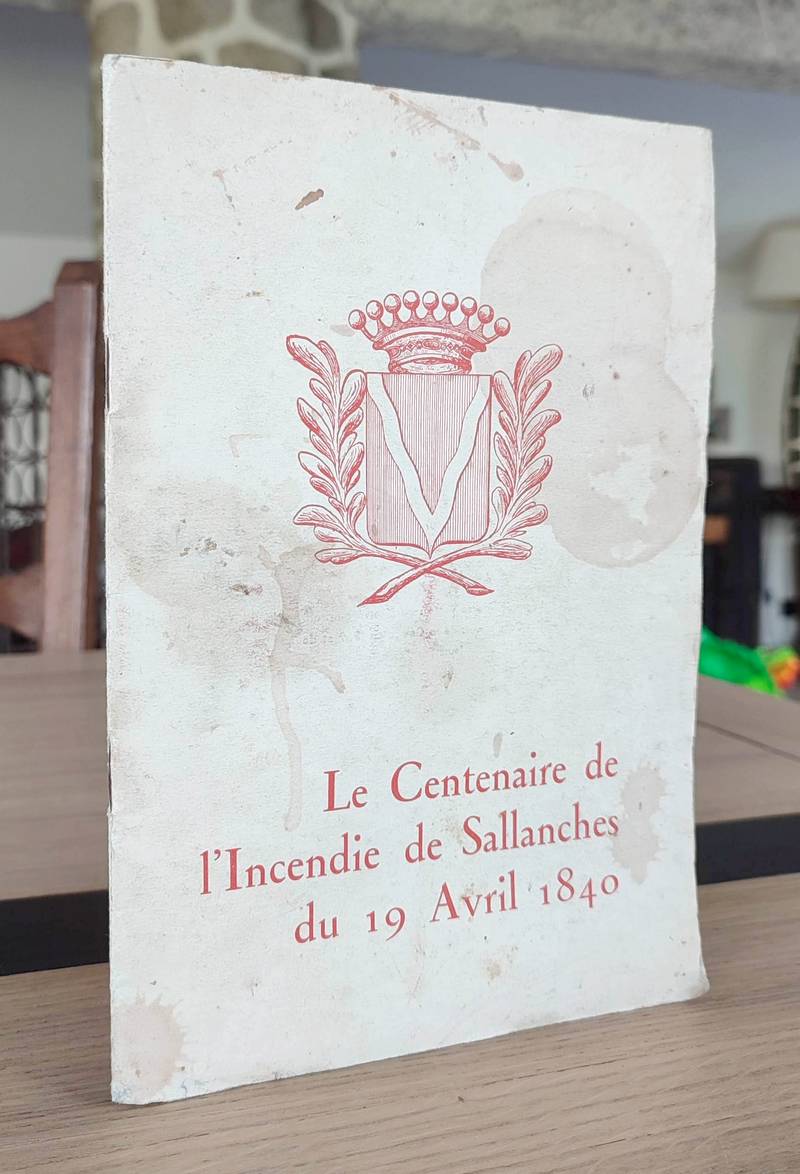 Le Centenaire de
l'Incendie de Sallanches
du 19 Avril 1840